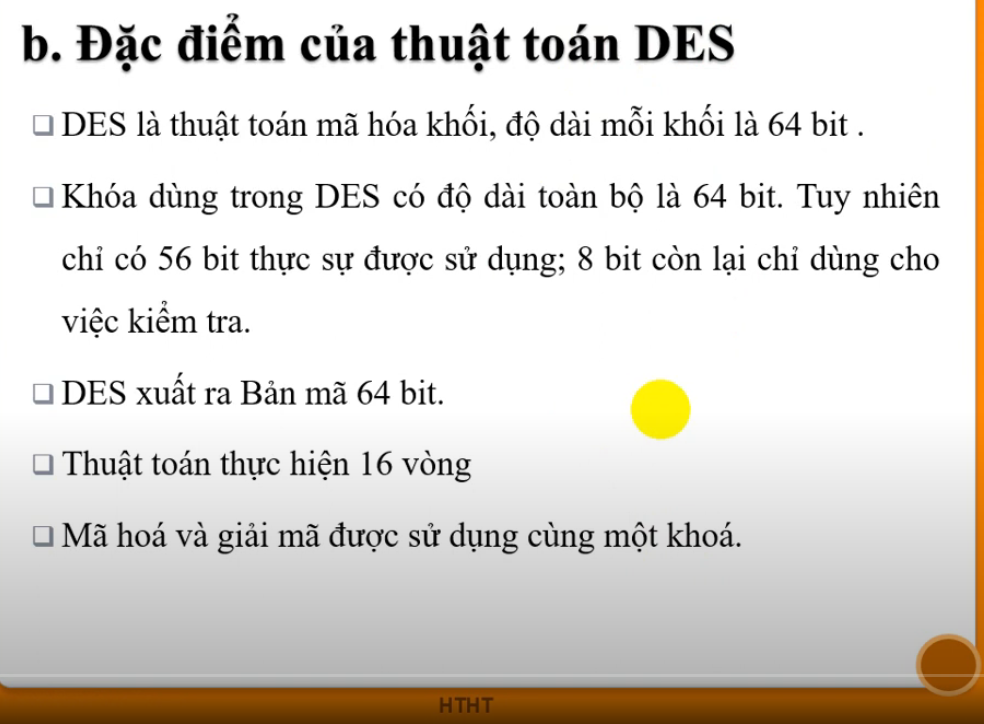 b. Đặc điểm của thuật toán DES
DES là thuật toán mã hóa khối, độ dài mỗi khối là 64 bit .
Khóa dùng trong DES có độ dài toàn bộ là 64 bit. Tuy nhiên
chỉ có 56 bit thực sự được sử dụng; 8 bit còn lại chỉ dùng cho
việc kiểm tra.
DES xuất ra Bản mã 64 bit.
Thuật toán thực hiện 16 vòng
Mã hoá và giải mã được sử dụng cùng một khoá.
HTHT